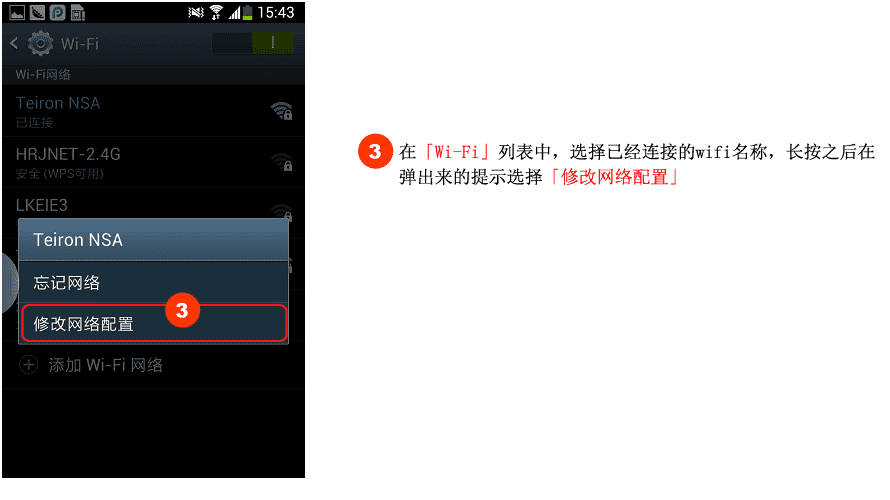 15:43
Wi-Fi
Wi-Fi网络
Teiron NSA
已连接
HRJNET-2.4G
安全 (WPS可用)
LKEIE3
Teiron NSA
忘记网络
3
修改网络配置
添加 Wi-Fi 网络
3 在「Wi-Fi」列表中，选择已经连接的wifi名称，长按之后在
弹出来的提示选择「修改网络配置」